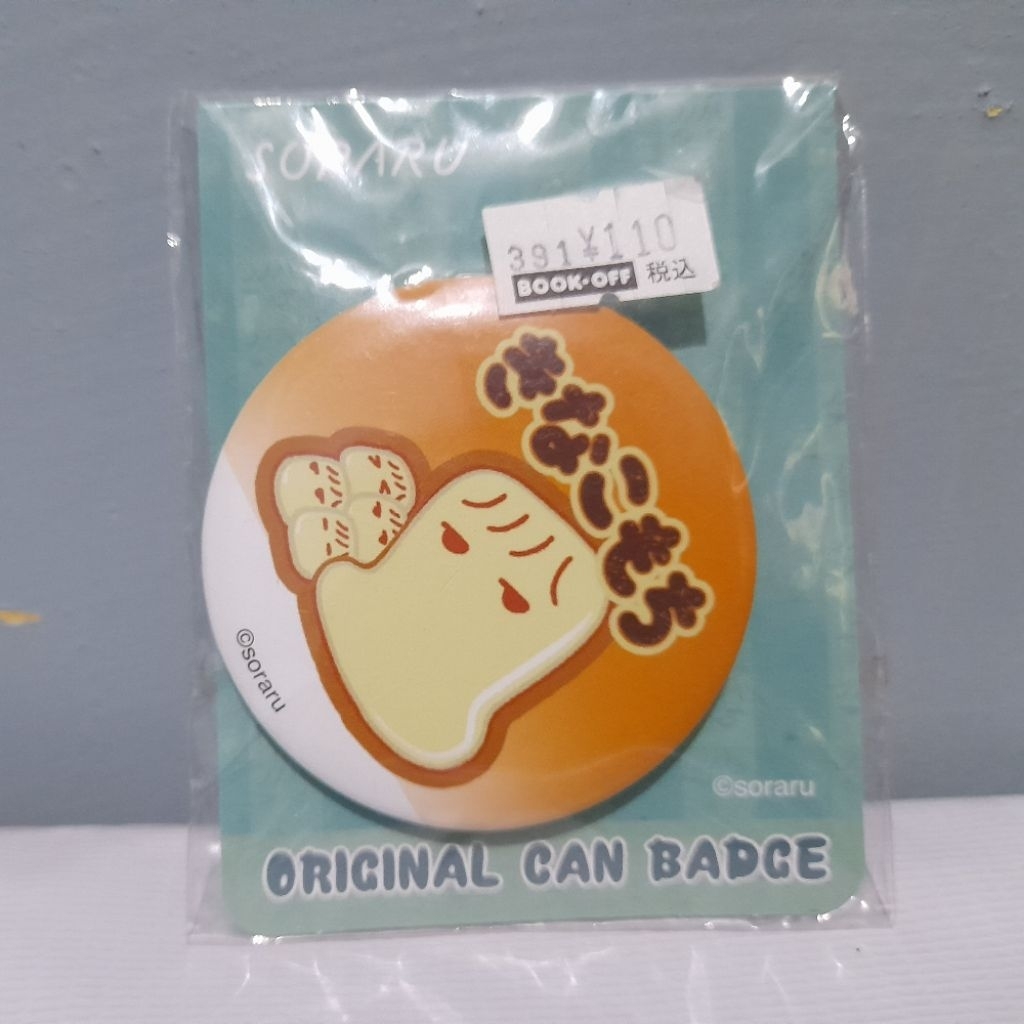 SORARU
391 ¥110
BOOK•OFF 税込
©soraru
©soraru
ORIGINAL CAN BADGE